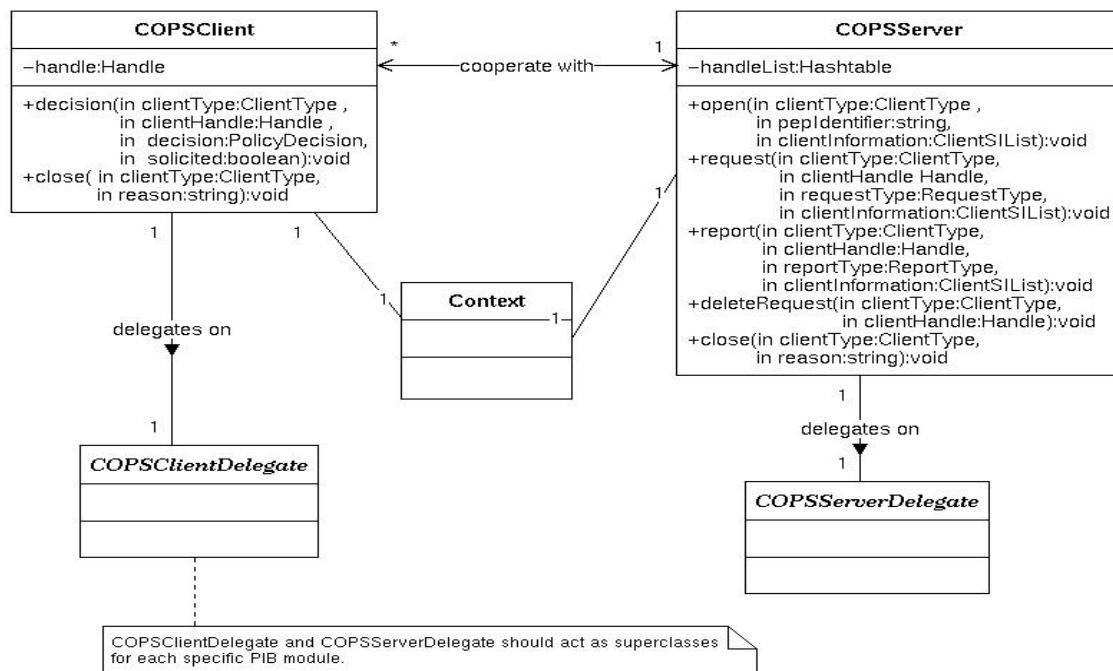 COPSClient
-handle:Handle
+decision(in clientType:ClientType ,
in clientHandle:Handle ,
in decision:PolicyDecision,
in solicited:boolean):void
+close( in clientType:ClientType,
in reason:string):void
*
cooperate with
1
COPSServer
-handleList:Hashtable
+open(in clientType:ClientType ,
in pepIdentifier:string,
in clientInformation:ClientSIList):void
+request(in clientType:ClientType,
in clientHandle Handle,
in requestType:RequestType,
in clientInformation:ClientSIList):void
+report(in clientType:ClientType,
in clientHandle:Handle,
in reportType:ReportType,
in clientInformation:ClientSIList):void
+deleteRequest(in clientType:ClientType,
in clientHandle:Handle):void
+close(in clientType:ClientType,
in reason:string):void
1
1
1
1
Context
1
delegates on
1
COPSClientDelegate
1
delegates on
1
COPSServerDelegate
COPSClientDelegate and COPSServerDelegate should act as superclasses
for each specific PIB module.